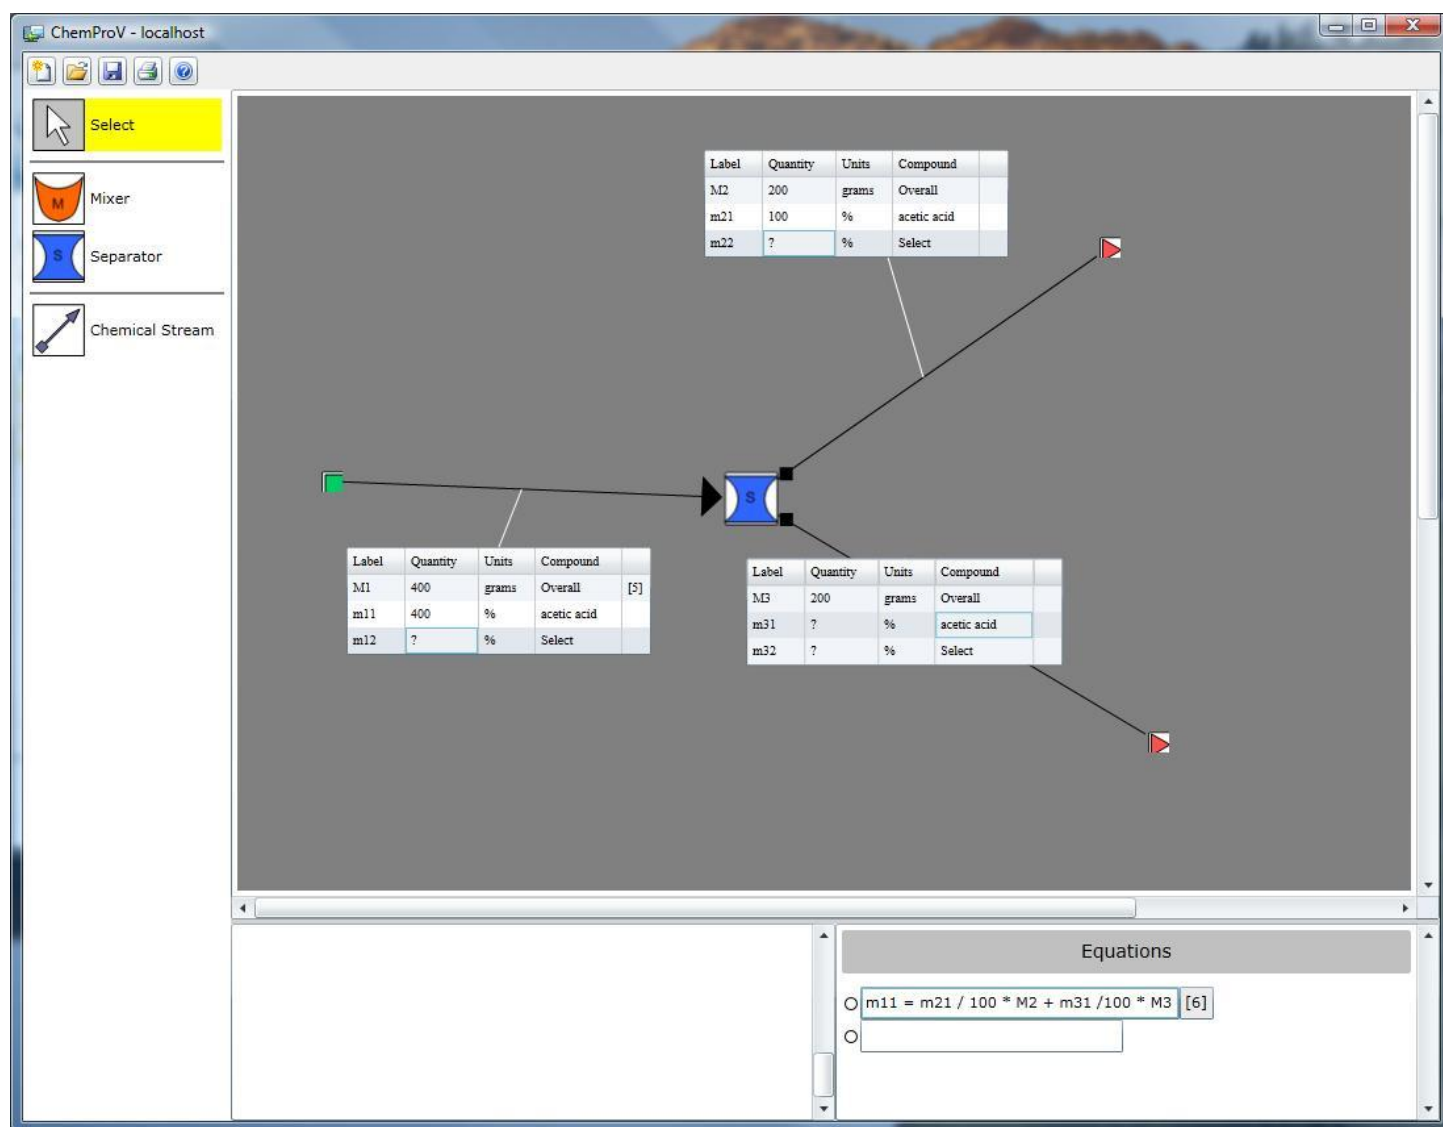 ChemProV - localhost
Select
M
Mixer
S
Separator
Chemical Stream
Label Quantity Units Compound
M2 200 grams Overall
m21 100 % acetic acid
m22 ? % Select
S
Label Quantity Units Compound
M1 400 grams Overall [5]
m11 400 % acetic acid
m12 ? % Select
Label Quantity Units Compound
M3 200 grams Overall
m31 ? % acetic acid
m32 ? % Select
Equations
m11 = m21 / 100 * M2 + m31 /100 * M3 [6]